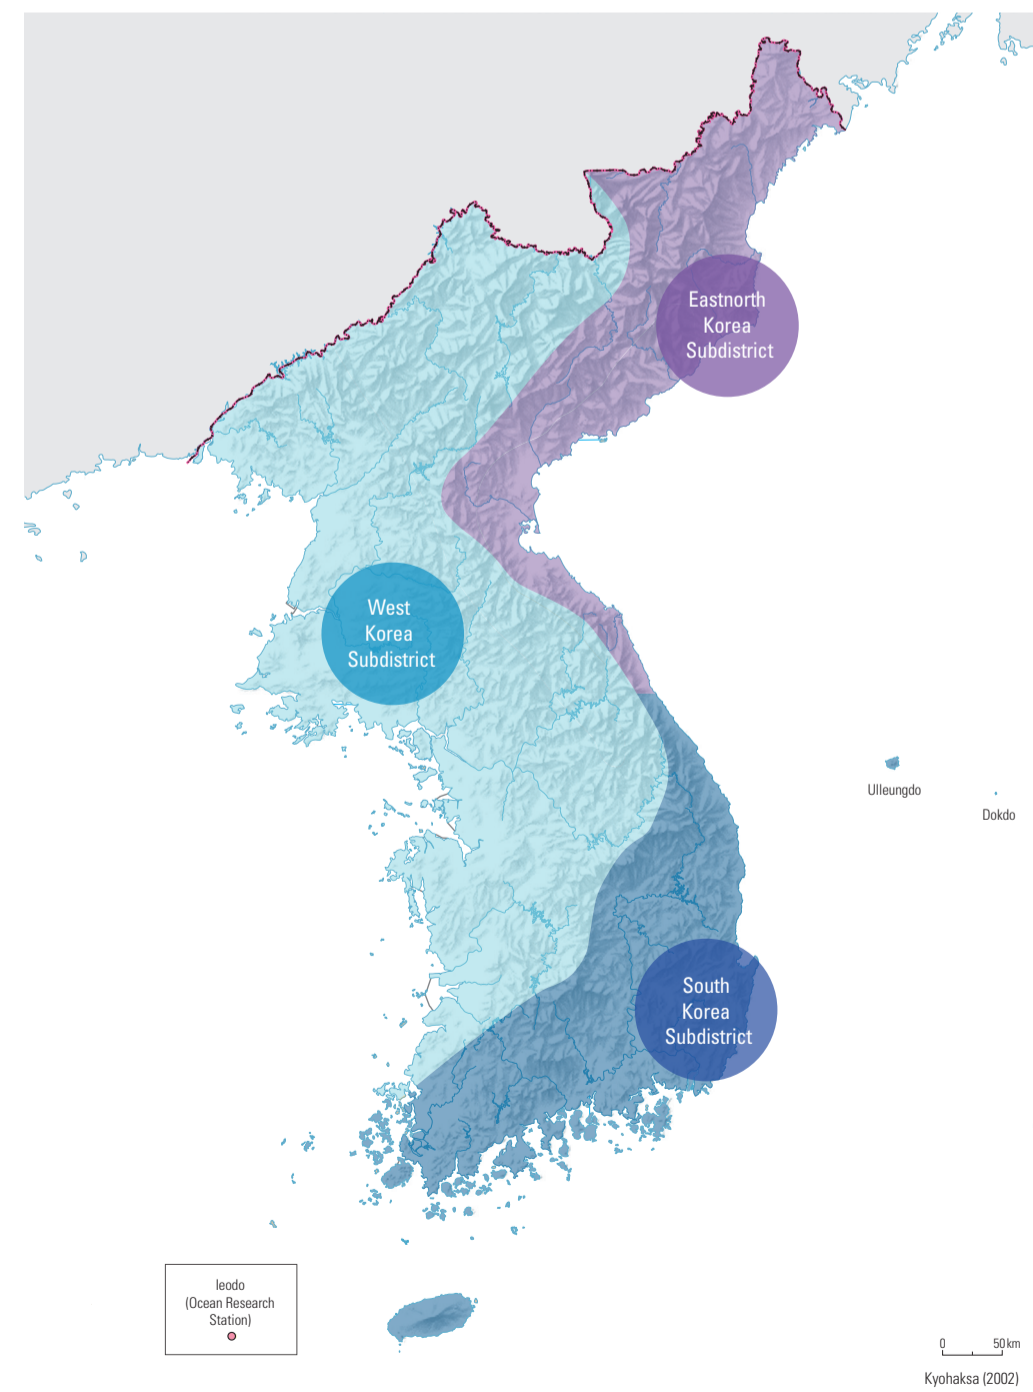 Eastnorth
Korea
Subdistrict
West
Korea
Subdistrict
Ulleungdo
Dokdo
South
Korea
Subdistrict
Ieodo
(Ocean Research
Station)
0 50 km
Kyohaksa (2002)